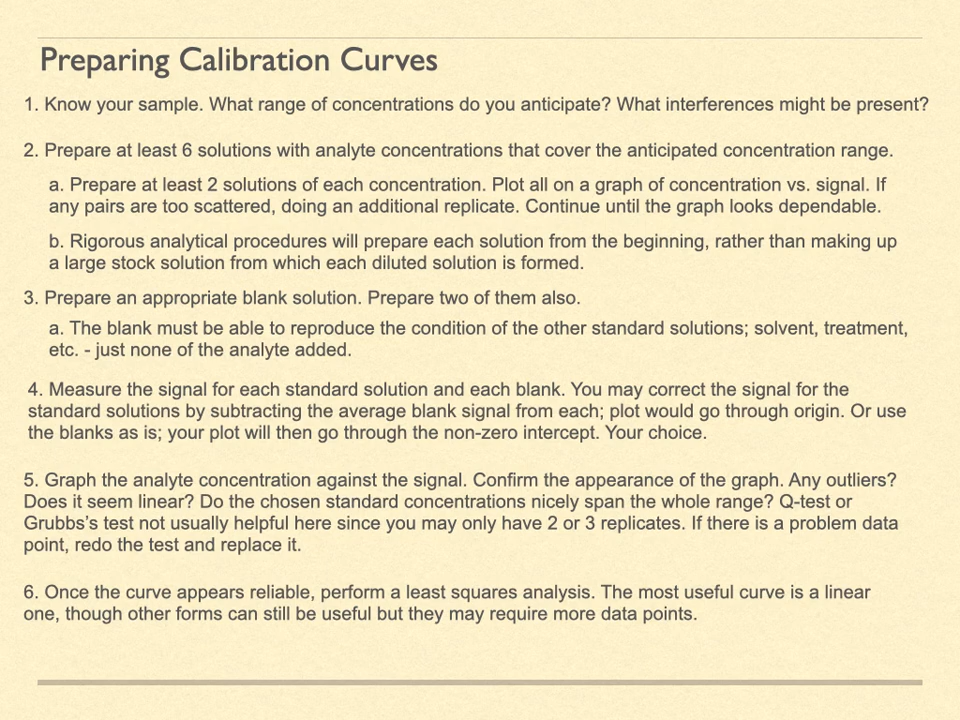 Preparing Calibration Curves
1. Know your sample. What range of concentrations do you anticipate? What interferences might be present?
2. Prepare at least 6 solutions with analyte concentrations that cover the anticipated concentration range.
a. Prepare at least 2 solutions of each concentration. Plot all on a graph of concentration vs. signal. If
any pairs are too scattered, doing an additional replicate. Continue until the graph looks dependable.
b. Rigorous analytical procedures will prepare each solution from the beginning, rather than making up
a large stock solution from which each diluted solution is formed.
3. Prepare an appropriate blank solution. Prepare two of them also.
a. The blank must be able to reproduce the condition of the other standard solutions; solvent, treatment,
etc. - just none of the analyte added.
4. Measure the signal for each standard solution and each blank. You may correct the signal for the
standard solutions by subtracting the average blank signal from each; plot would go through origin. Or use
the blanks as is; your plot will then go through the non-zero intercept. Your choice.
5. Graph the analyte concentration against the signal. Confirm the appearance of the graph. Any outliers?
Does it seem linear? Do the chosen standard concentrations nicely span the whole range? Q-test or
Grubbs's test not usually helpful here since you may only have 2 or 3 replicates. If there is a problem data
point, redo the test and replace it.
6. Once the curve appears reliable, perform a least squares analysis. The most useful curve is a linear
one, though other forms can still be useful but they may require more data points.